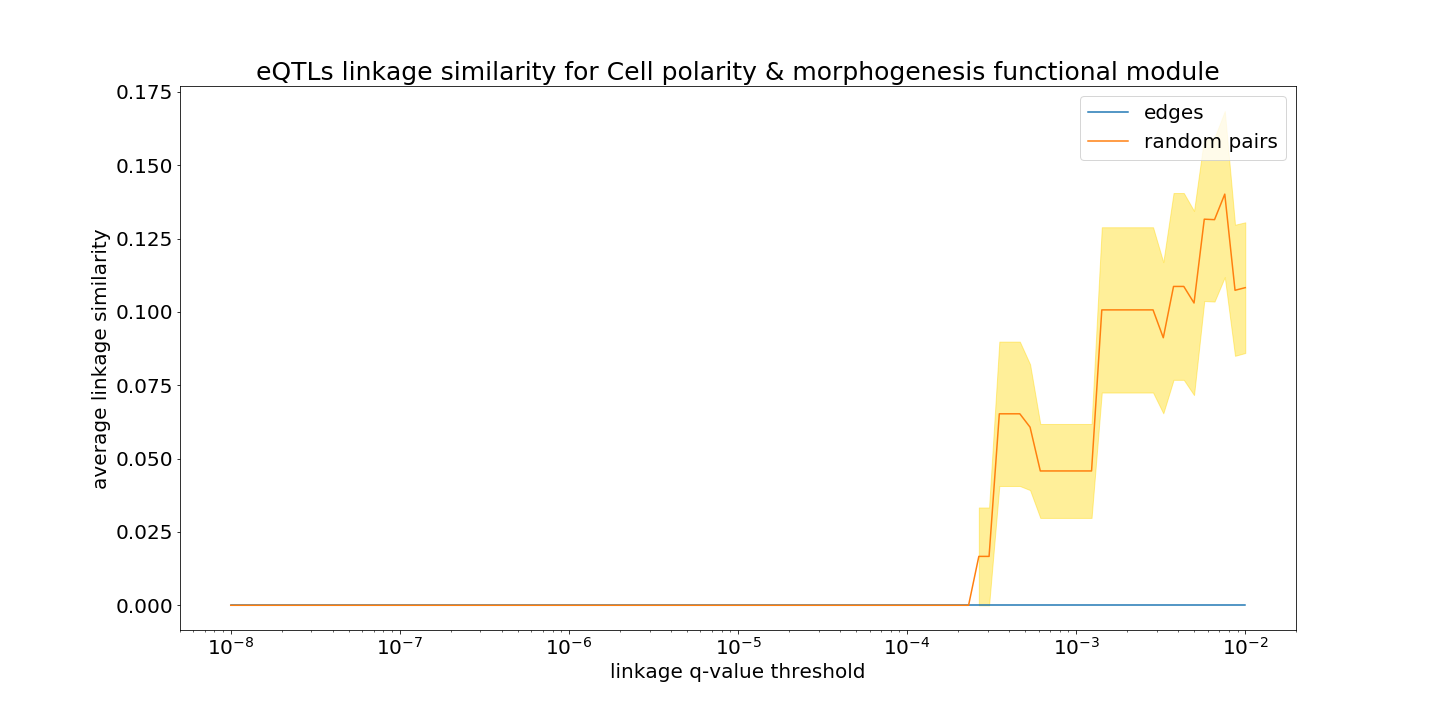 eQTLs linkage similarity for Cell polarity & morphogenesis functional module
edges
random pairs
average linkage similarity
0.175
0.150
0.125
0.100
0.075
0.050
0.025
0.000
10⁻⁸ 10⁻⁷ 10⁻⁶ 10⁻⁵ 10⁻⁴ 10⁻³ 10⁻²
linkage q-value threshold